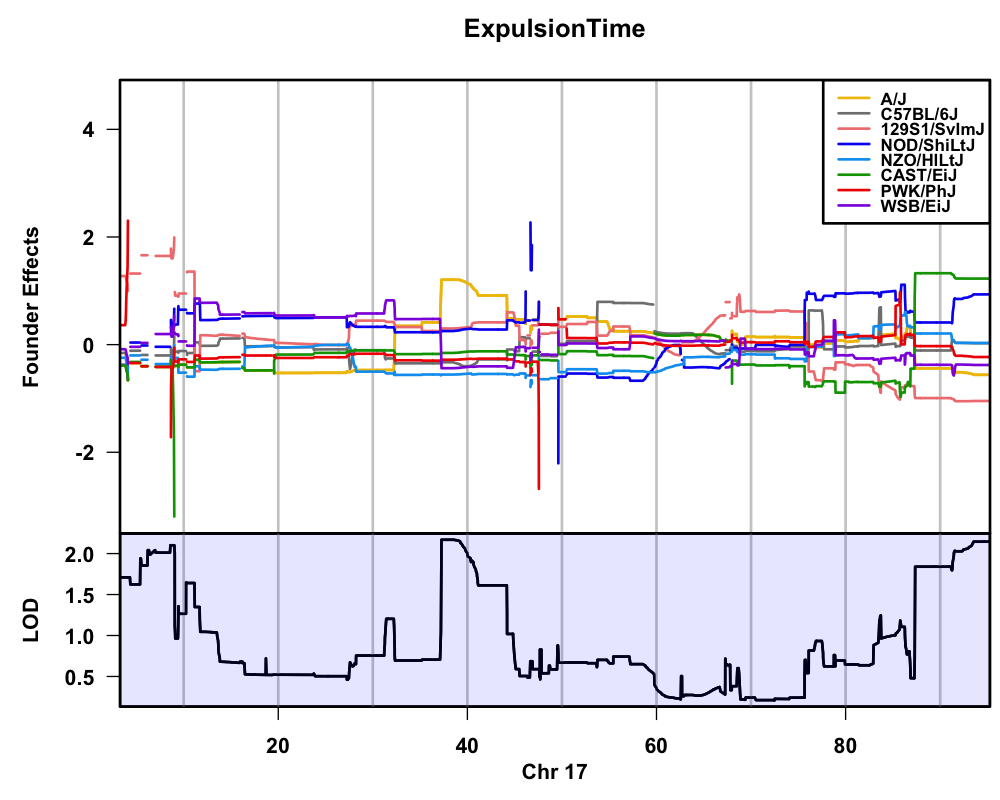 ExpulsionTime
Founder Effects
4
2
0
-2
A/J
C57BL/6J
129S1/SvImJ
NOD/ShiLtJ
NZO/HlLtJ
CAST/EiJ
PWK/PhJ
WSB/EiJ
LOD
2.0
1.5
1.0
0.5
20 40 60 80
Chr 17